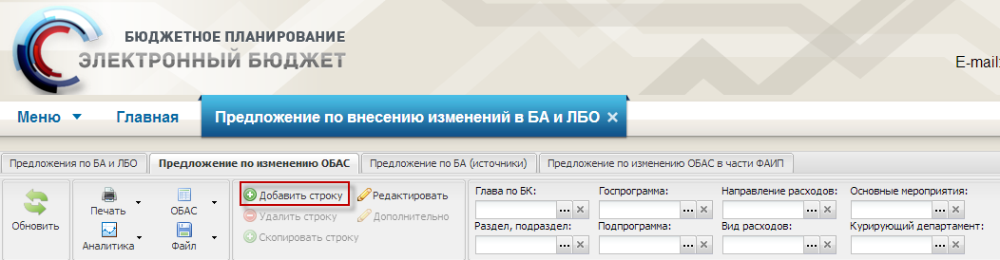 БЮДЖЕТНОЕ ПЛАНИРОВАНИЕ
ЭЛЕКТРОННЫЙ БЮДЖЕТ
E-mail:
Меню Главная Предложение по внесению изменений в БА и ЛБО
Предложения по БА и ЛБО Предложение по изменению ОБАС Предложение по БА (источники) Предложение по изменению ОБАС в части ФАИП
Обновить
Печать ОБАС
Аналитика Файл
Добавить строку Редактировать
Удалить строку Дополнительно
Скопировать строку
Глава по БК: Госпрограмма: Направление расходов: Основные мероприятия:
Раздел, подраздел: Подпрограмма: Вид расходов: Курирующий департамент: